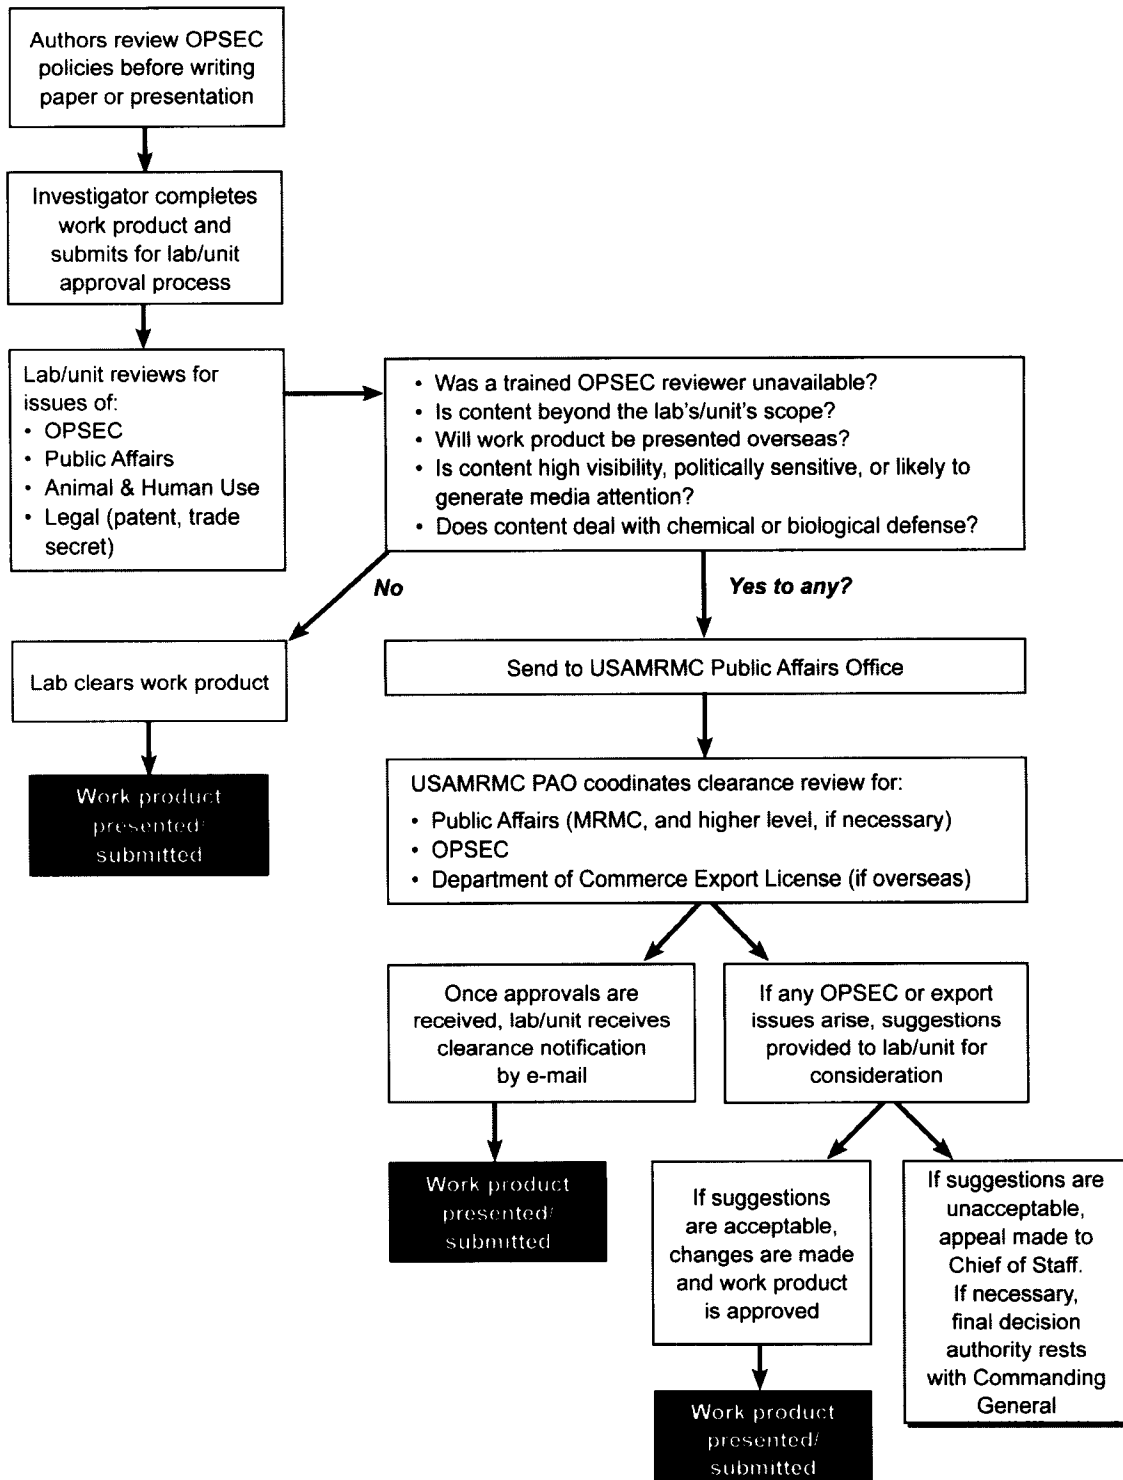 Authors review OPSEC
policies before writing
paper or presentation
Investigator completes
work product and
submits for lab/unit
approval process
Lab/unit reviews for
issues of:
• OPSEC
• Public Affairs
• Animal & Human Use
• Legal (patent, trade
secret)
• Was a trained OPSEC reviewer unavailable?
• Is content beyond the lab's/unit's scope?
• Will work product be presented overseas?
• Is content high visibility, politically sensitive, or likely to
generate media attention?
• Does content deal with chemical or biological defense?
No
Yes to any?
Lab clears work product
Work product
presented/
submitted
Send to USAMRMC Public Affairs Office
USAMRMC PAO coodinates clearance review for:
• Public Affairs (MRMC, and higher level, if necessary)
• OPSEC
• Department of Commerce Export License (if overseas)
Once approvals are
received, lab/unit receives
clearance notification
by e-mail
Work product
presented/
submitted
If any OPSEC or export
issues arise, suggestions
provided to lab/unit for
consideration
If suggestions
are acceptable,
changes are made
and work product
is approved
Work product
presented/
submitted
If suggestions are
unacceptable,
appeal made to
Chief of Staff.
If necessary,
final decision
authority rests
with Commanding
General